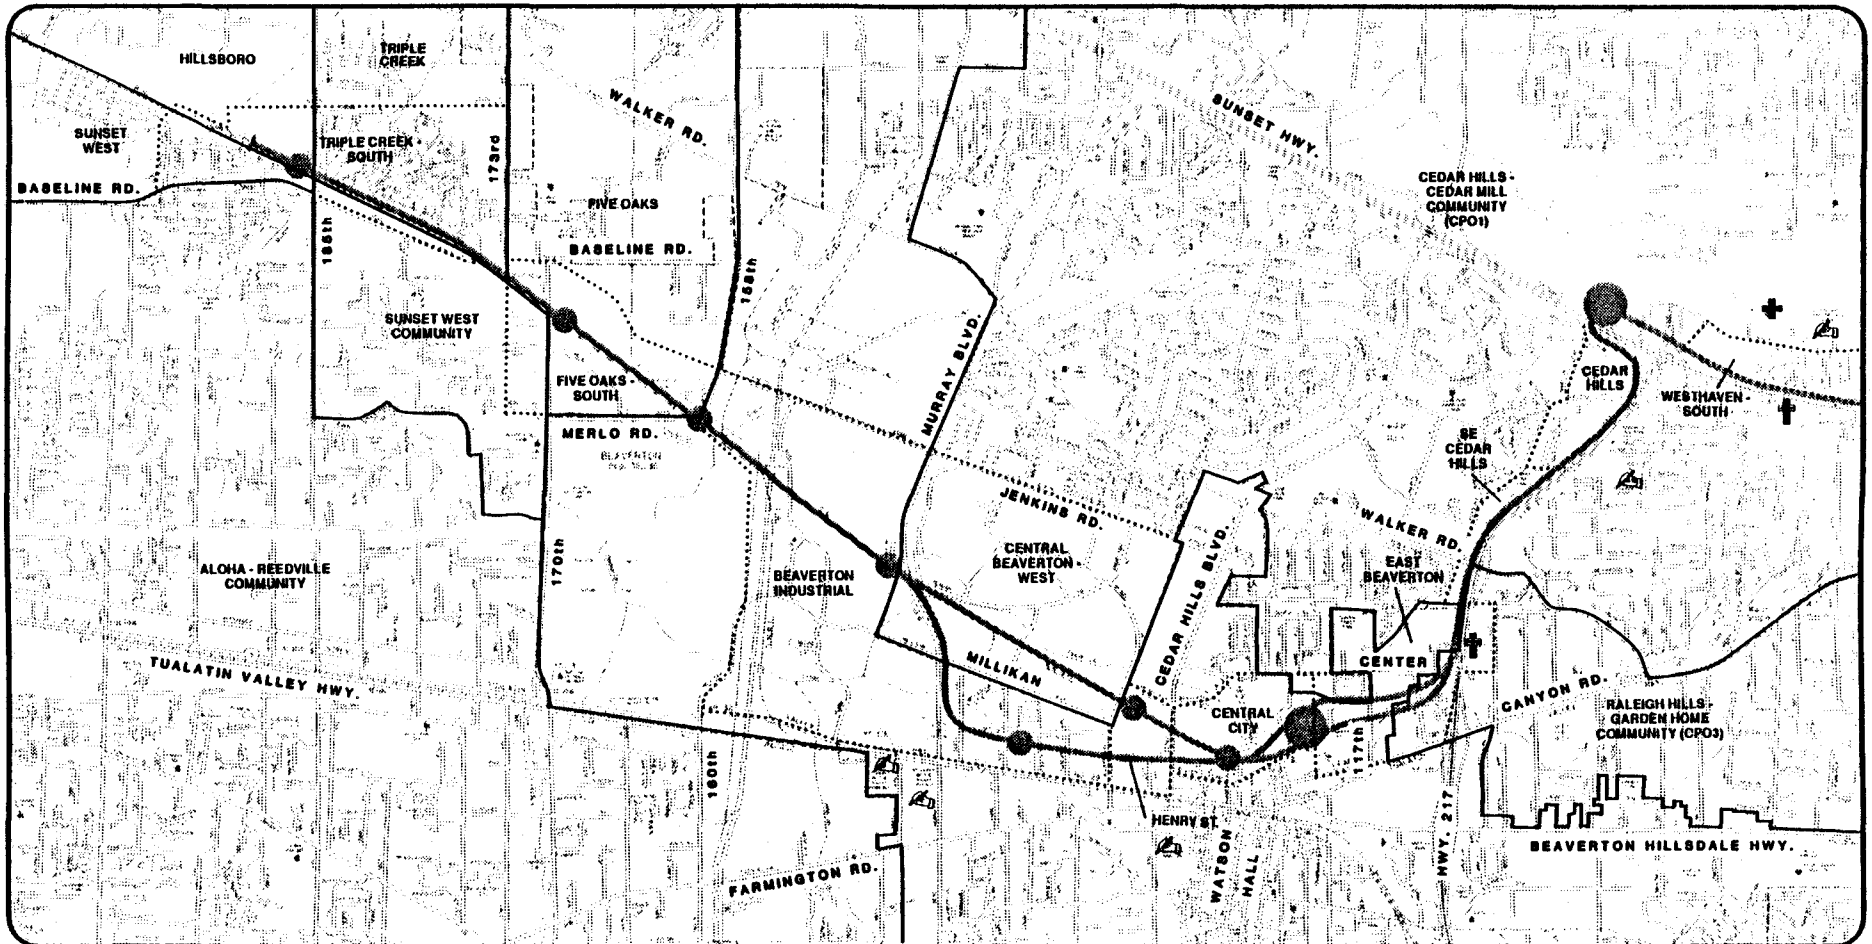 HILLSBORO
TRIPLE
CREEK
SUNSET
WEST
TRIPLE CREEK -
SOUTH
BASELINE RD.
185th
173rd
WALKER RD.
FIVE OAKS
BASELINE RD.
158th
SUNSET HWY.
CEDAR HILLS -
CEDAR MILL
COMMUNITY
(CPO1)
SUNSET WEST
COMMUNITY
FIVE OAKS -
SOUTH
MERLO RD.
BEAVERTON
MURRAY BLVD.
CEDAR
HILLS
WESTHAVEN -
SOUTH
SE
CEDAR
HILLS
JENKINS RD.
WALKER RD.
ALOHA - REEDVILLE
COMMUNITY
170th
BEAVERTON
INDUSTRIAL
CENTRAL
BEAVERTON -
WEST
CEDAR HILLS BLVD.
EAST
BEAVERTON
CENTER
TUALATIN VALLEY HWY.
MILLIKAN
CENTRAL
CITY
CANYON RD.
RALEIGH HILLS -
GARDEN HOME
COMMUNITY (CPO3)
117th
160th
HENRY ST.
WATSON
HALL
HWY. 217
FARMINGTON RD.
BEAVERTON HILLSDALE HWY.